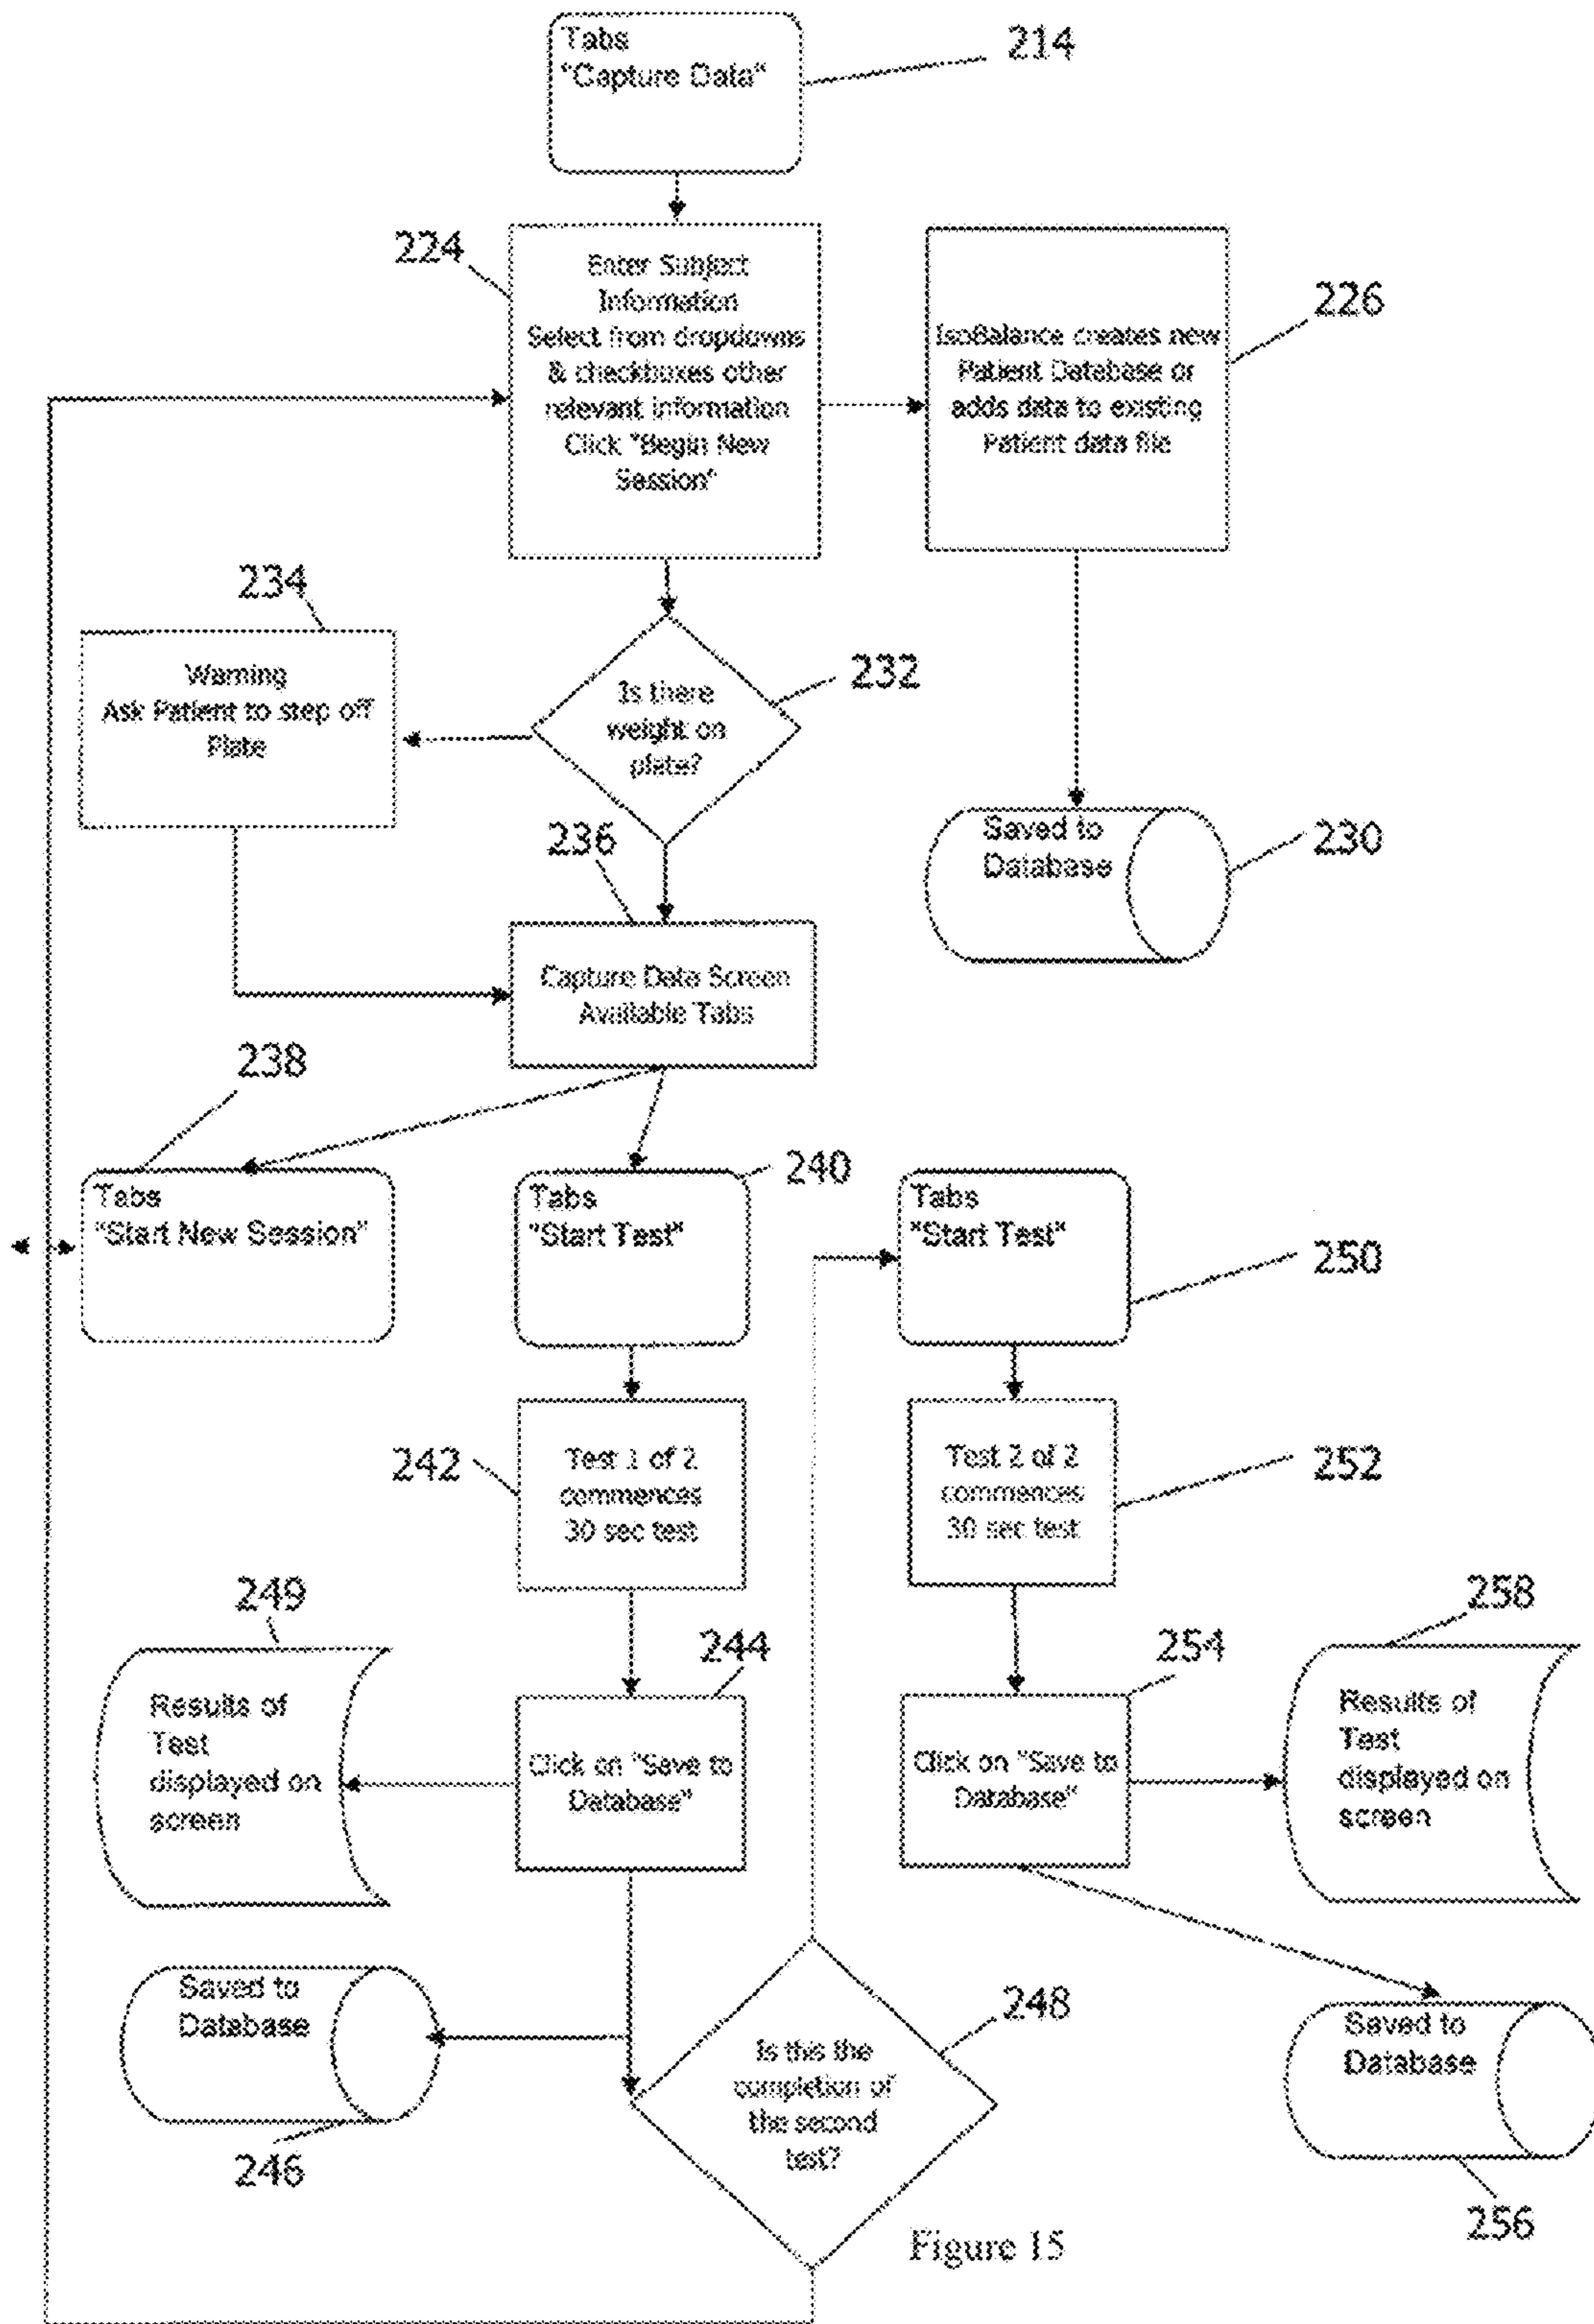 Tabs
"Capture Data"
214
224
Enter Subject
Information
Select from dropdowns
& checkboxes other
relevant information
Click "Begin New
Session"
226
IsoBalance creates new
Patient Database or
adds data to existing
Patient data file
234
Warning
Ask Patient to step off
Plate
232
Is there
weight on
plate?
Saved to
Database
230
236
Capture Data Screen
Available Tabs
238
Tabs
"Start New Session"
240
Tabs
"Start Test"
Tabs
"Start Test"
250
242
Test 1 of 2
commences
30 sec test
Test 2 of 2
commences
30 sec test
252
249
Results of
Test
displayed on
screen
244
Click on "Save to
Database"
254
Click on "Save to
Database"
258
Results of
Test
displayed on
screen
Saved to
Database
246
248
Is this the
completion of
the second
test?
Saved to
Database
256
Figure 15